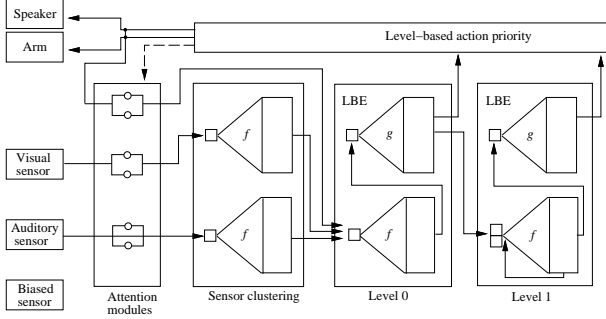 Speaker
Arm
Level−based action priority
LBE
LBE
f
g
g
Visual
sensor
Auditory
sensor
f
f
f
Biased
sensor
Attention
modules
Sensor clustering
Level 0
Level 1